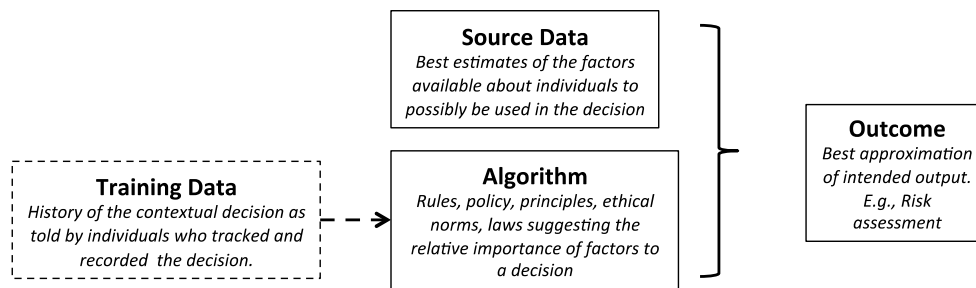 Source Data
Best estimates of the factors
available about individuals to
possibly be used in the decision
Training Data
History of the contextual decision as
told by individuals who tracked and
recorded the decision.
Algorithm
Rules, policy, principles, ethical
norms, laws suggesting the
relative importance of factors to
a decision
Outcome
Best approximation
of intended output.
E.g., Risk
assessment